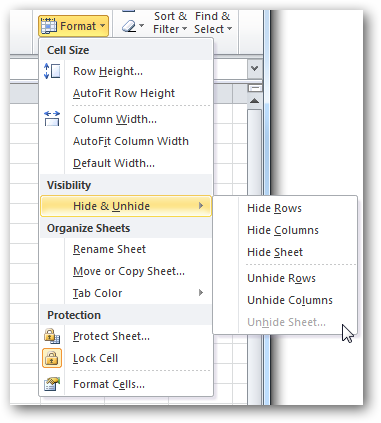 Format
Sort &
Filter
Find &
Select
Cell Size
Row Height...
AutoFit Row Height
Column Width...
AutoFit Column Width
Default Width...
Visibility
Hide & Unhide
Organize Sheets
Rename Sheet
Move or Copy Sheet...
Tab Color
Protection
Protect Sheet...
Lock Cell
Format Cells...
Hide Rows
Hide Columns
Hide Sheet
Unhide Rows
Unhide Columns
Unhide Sheet...